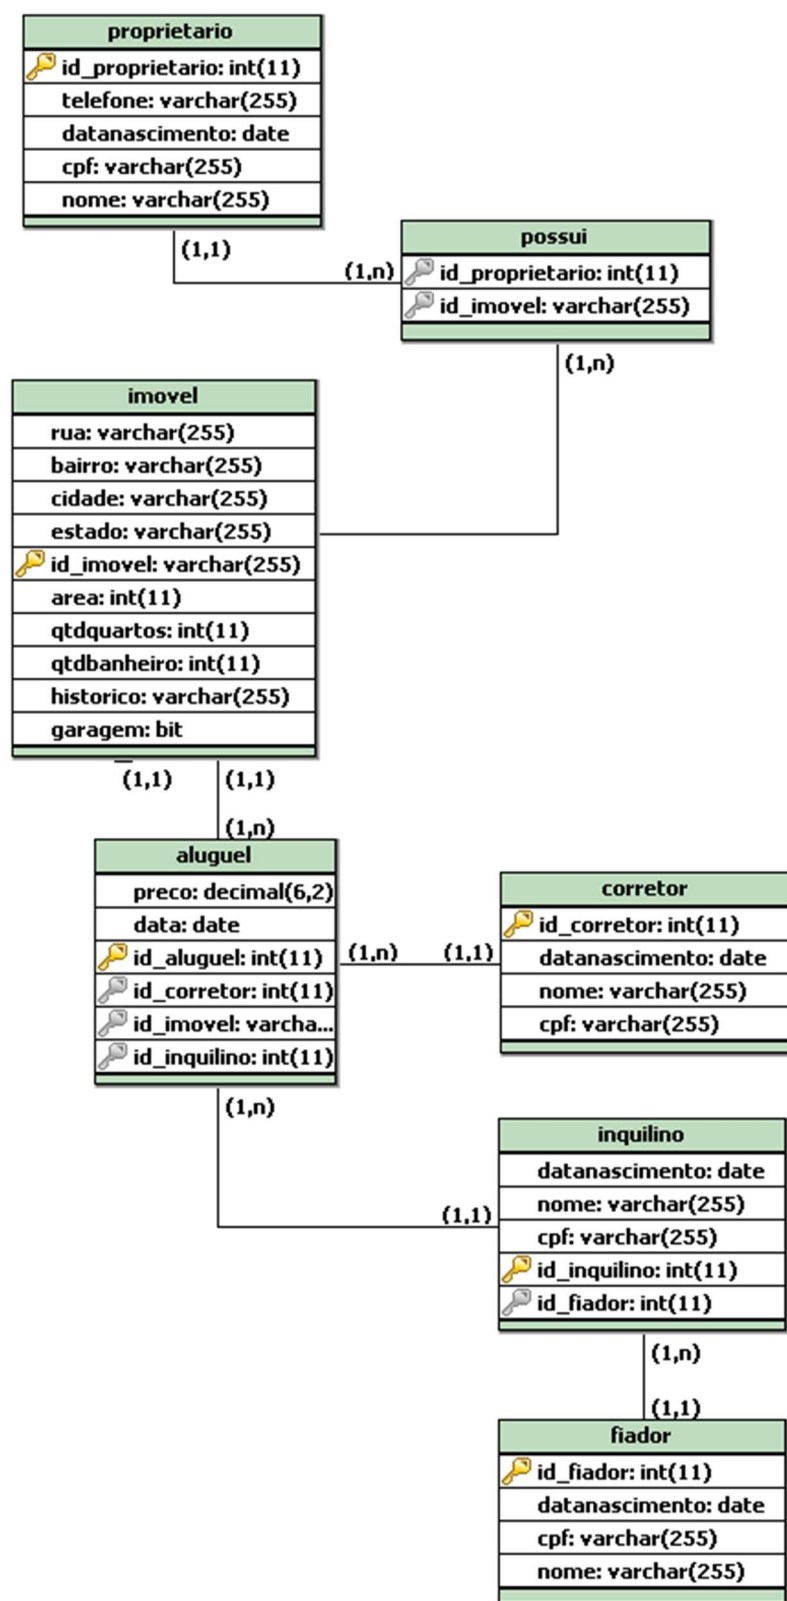 proprietario
id_proprietario: int(11)
telefone: varchar(255)
datanascimento: date
cpf: varchar(255)
nome: varchar(255)
(1,1)
(1,n)
possui
id_proprietario: int(11)
id_imovel: varchar(255)
(1,n)
imovel
rua: varchar(255)
bairro: varchar(255)
cidade: varchar(255)
estado: varchar(255)
id_imovel: varchar(255)
area: int(11)
qtdquartos: int(11)
qtdbanheiro: int(11)
historico: varchar(255)
garagem: bit
(1,1)
(1,1)
(1,n)
aluguel
preco: decimal(6,2)
data: date
id_aluguel: int(11)
id_corretor: int(11)
id_imovel: varcha...
id_inquilino: int(11)
(1,n)
(1,1)
corretor
id_corretor: int(11)
datanascimento: date
nome: varchar(255)
cpf: varchar(255)
(1,n)
(1,1)
inquilino
datanascimento: date
nome: varchar(255)
cpf: varchar(255)
id_inquilino: int(11)
id_fiador: int(11)
(1,n)
(1,1)
fiador
id_fiador: int(11)
datanascimento: date
cpf: varchar(255)
nome: varchar(255)